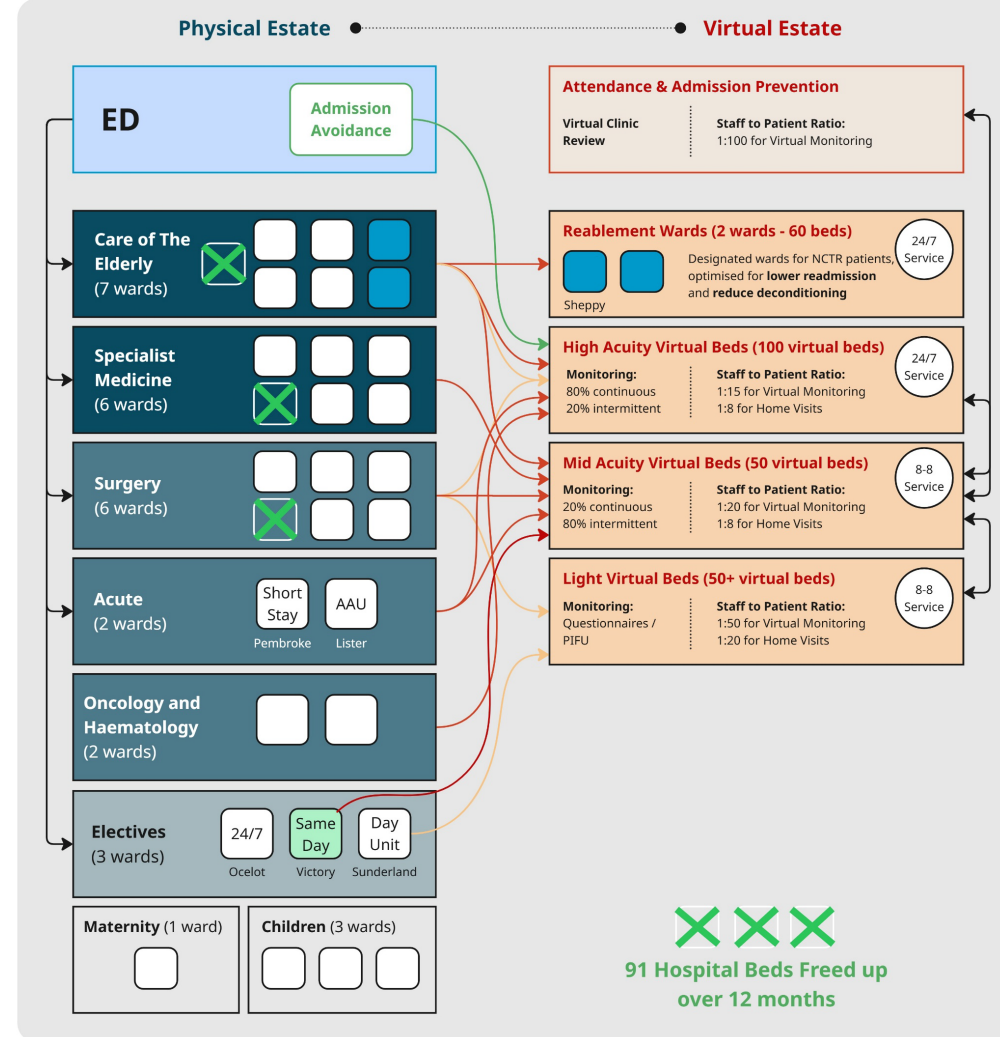 Physical Estate
Virtual Estate
ED
Admission
Avoidance
Attendance & Admission Prevention
Virtual Clinic
Review
Staff to Patient Ratio:
1:100 for Virtual Monitoring
Care of The
Elderly
(7 wards)
Reablement Wards (2 wards - 60 beds)
Sheppy
Designated wards for NCTR patients,
optimised for lower readmission
and reduce deconditioning
24/7
Service
Specialist
Medicine
(6 wards)
High Acuity Virtual Beds (100 virtual beds)
Monitoring:
80% continuous
20% intermittent
Staff to Patient Ratio:
1:15 for Virtual Monitoring
1:8 for Home Visits
24/7
Service
Surgery
(6 wards)
Mid Acuity Virtual Beds (50 virtual beds)
Monitoring:
20% continuous
80% intermittent
Staff to Patient Ratio:
1:20 for Virtual Monitoring
1:8 for Home Visits
8-8
Service
Acute
(2 wards)
Short
Stay
Pembroke
AAU
Lister
Light Virtual Beds (50+ virtual beds)
Monitoring:
Questionnaires /
PIFU
Staff to Patient Ratio:
1:50 for Virtual Monitoring
1:20 for Home Visits
8-8
Service
Oncology and
Haematology
(2 wards)
Electives
(3 wards)
24/7
Ocelot
Same
Day
Victory
Day
Unit
Sunderland
Maternity (1 ward)
Children (3 wards)
91 Hospital Beds Freed up
over 12 months